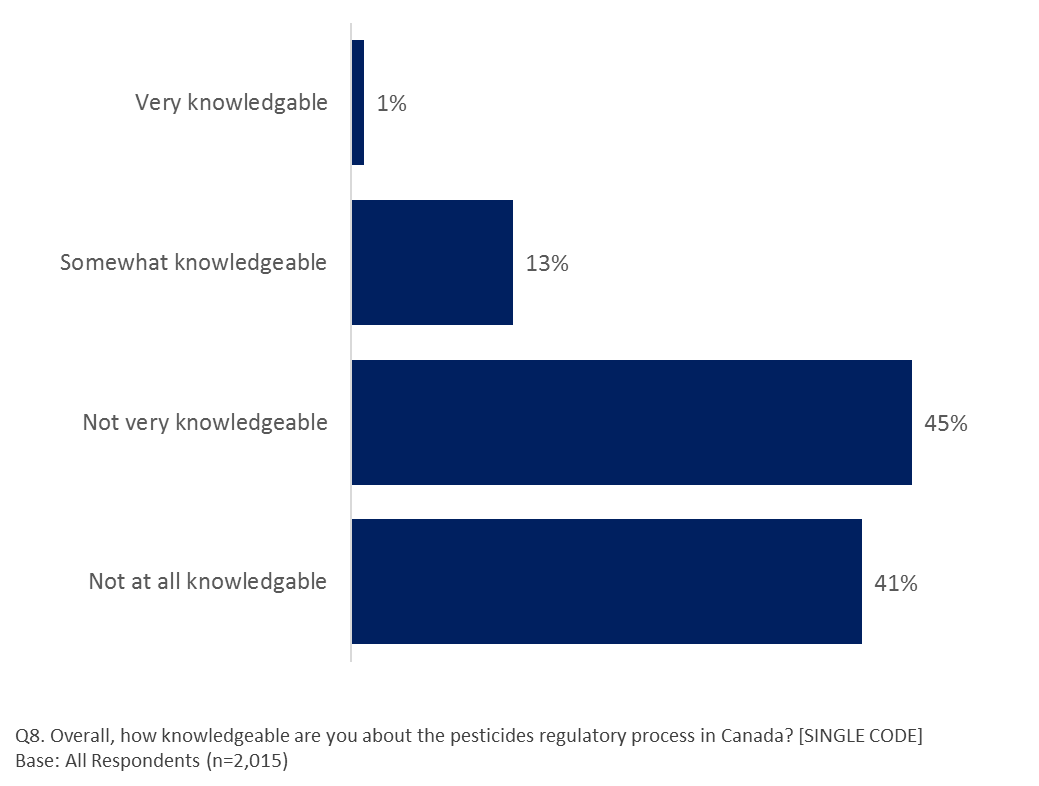 Very knowledgable
1%
Somewhat knowledgeable
13%
Not very knowledgeable
45%
Not at all knowledgable
41%
Q8. Overall, how knowledgeable are you about the pesticides regulatory process in Canada? [SINGLE CODE]
Base: All Respondents (n=2,015)